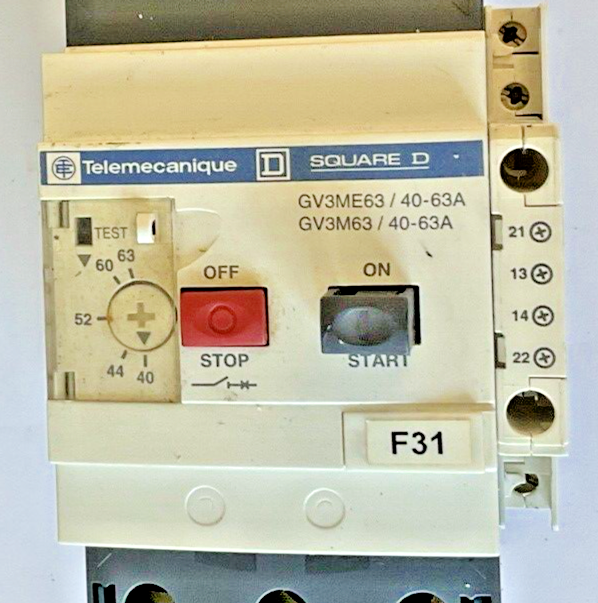 Telemecanique D SQUARE D
GV3ME63 / 40-63A
GV3M63 / 40-63A
TEST
63
60
52
44
40
OFF
ON
STOP
START
21
13
14
22
F31